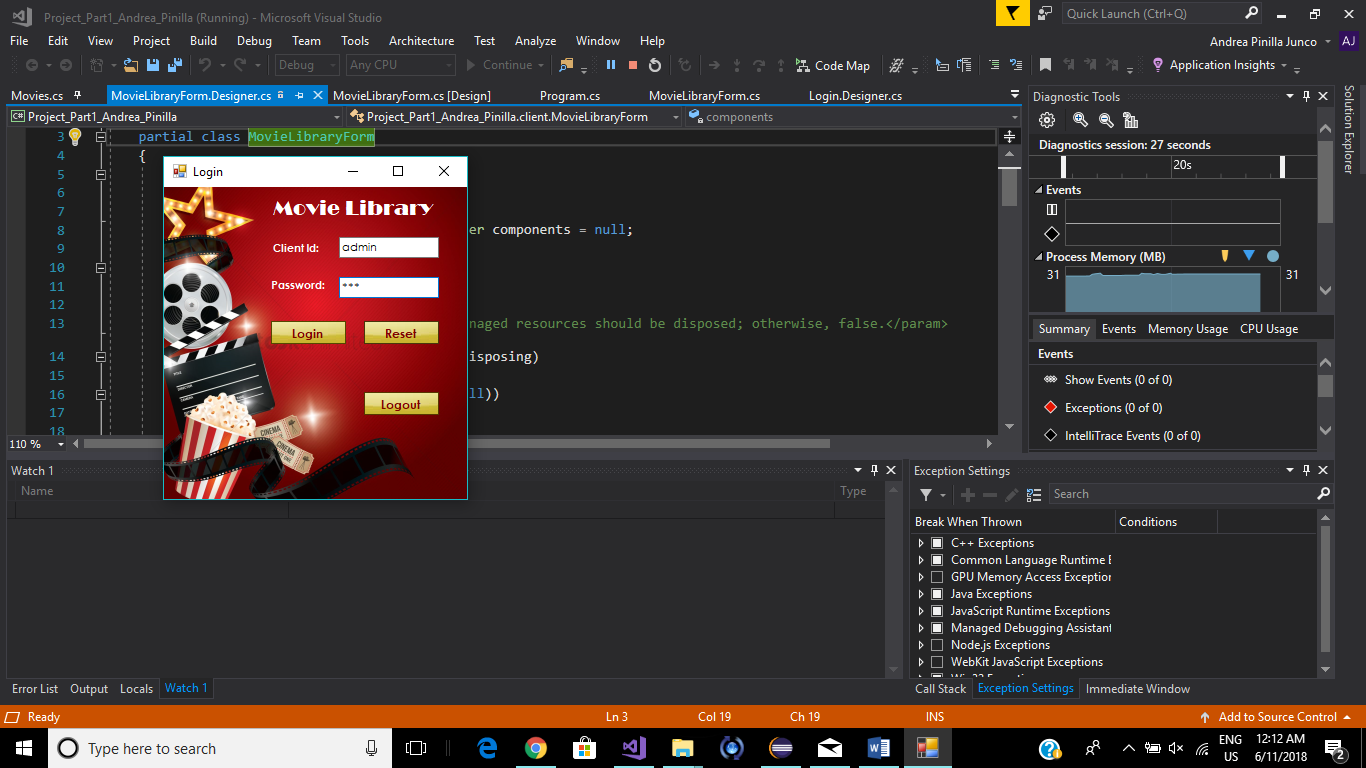 Project_Part1_Andrea_Pinilla (Running) - Microsoft Visual Studio
Quick Launch (Ctrl+Q)
File Edit View Project Build Debug Team Tools Architecture Test Analyze Window Help
Andrea Pinilla Junco AJ
Debug Any CPU Continue Code Map Application Insights
Movies.cs MovieLibraryForm.Designer.cs MovieLibraryForm.cs [Design] Program.cs MovieLibraryForm.cs Login.Designer.cs
C# Project_Part1_Andrea_Pinilla Project_Part1_Andrea_Pinilla.client.MovieLibraryForm components
3 partial class MovieLibraryForm
4 {
5
6
7
8 er components = null;
9
10
11
12
13 naged resources should be disposed; otherwise, false.</param>
14 isposing)
15
16 ll))
17
18
110 %
Login
Movie Library
Client Id: admin
Password: ***
Login Reset
Logout
CINEMA
CINEMA
Diagnostic Tools
Diagnostics session: 27 seconds
20s
Events
Process Memory (MB)
31 31
Summary Events Memory Usage CPU Usage
Events
Show Events (0 of 0)
Exceptions (0 of 0)
IntelliTrace Events (0 of 0)
Solution Explorer
Watch 1
Name Type
Exception Settings
Search
Break When Thrown Conditions
C++ Exceptions
Common Language Runtime E
GPU Memory Access Exception
Java Exceptions
JavaScript Runtime Exceptions
Managed Debugging Assistant
Node.js Exceptions
WebKit JavaScript Exceptions
Error List Output Locals Watch 1
Call Stack Exception Settings Immediate Window
Ready Ln 3 Col 19 Ch 19 INS Add to Source Control
Type here to search
ENG
US
12:12 AM
6/11/2018
2